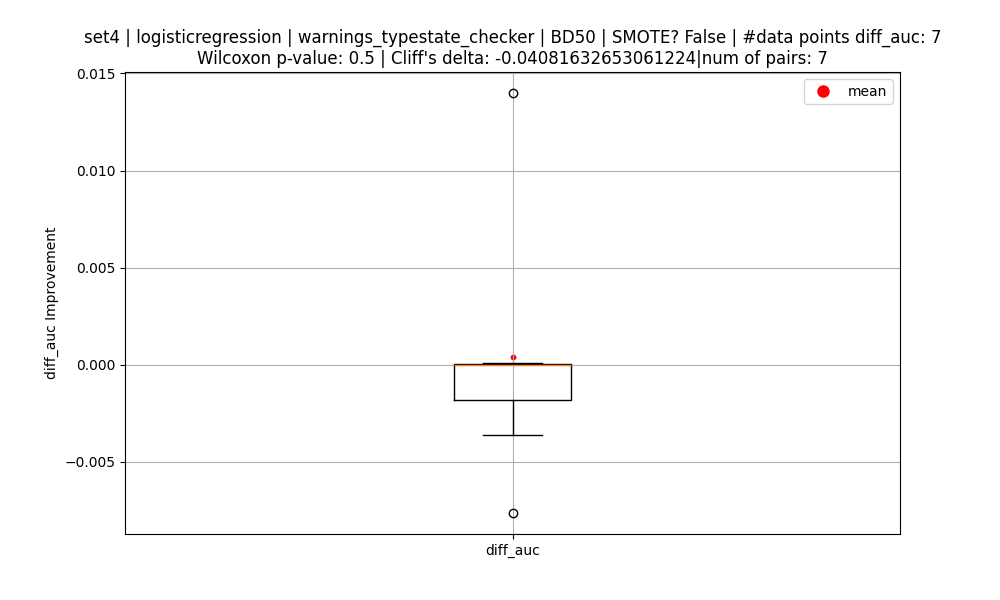 set4 | logisticregression | warnings_typestate_checker | BD50 | SMOTE? False | #data points diff_auc: 7
Wilcoxon p-value: 0.5 | Cliff's delta: -0.04081632653061224|num of pairs: 7
mean
0.015
0.010
0.005
0.000
−0.005
diff_auc Improvement
diff_auc